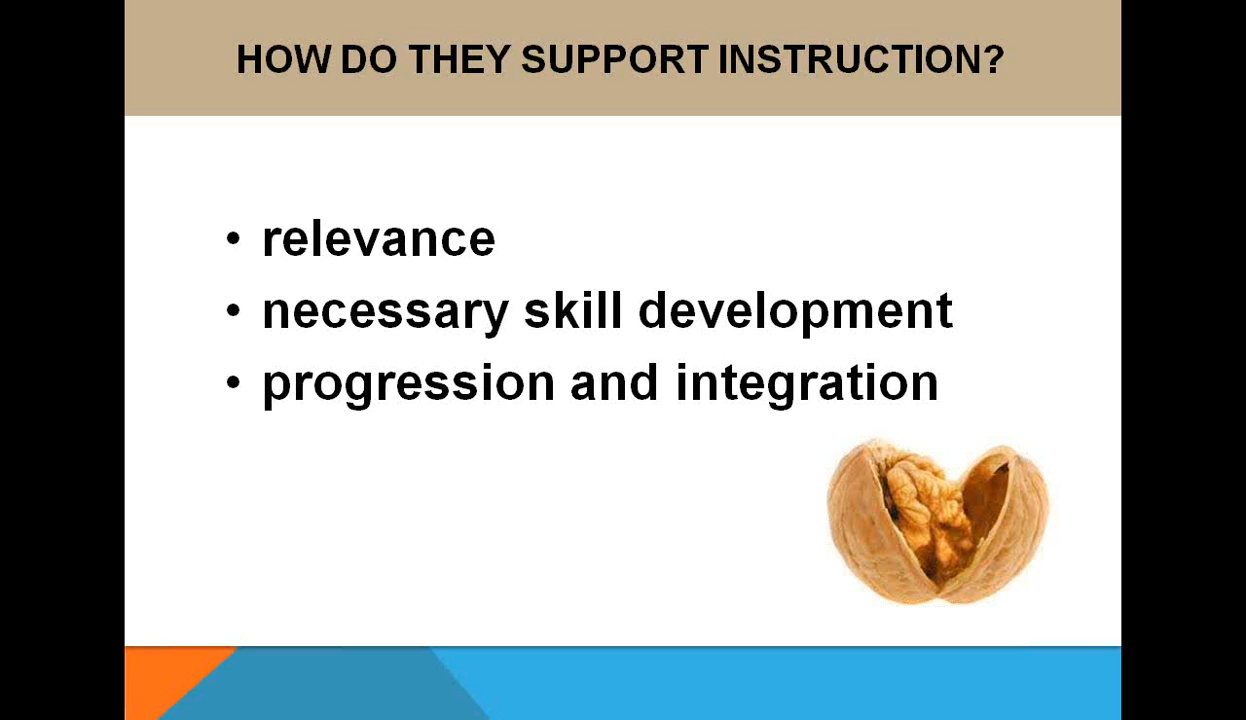 HOW DO THEY SUPPORT INSTRUCTION?
• relevance
• necessary skill development
• progression and integration